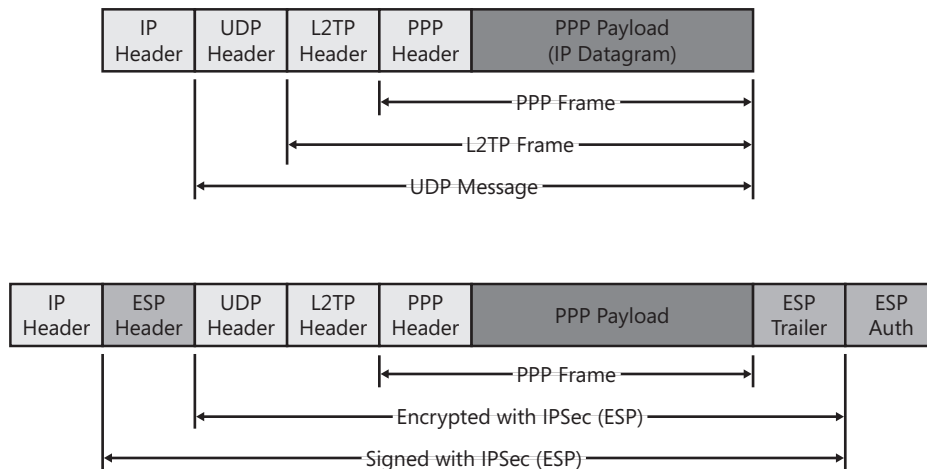 IP Header
UDP Header
L2TP Header
PPP Header
PPP Payload (IP Datagram)
PPP Frame
L2TP Frame
UDP Message
IP Header
ESP Header
UDP Header
L2TP Header
PPP Header
PPP Payload
ESP Trailer
ESP Auth
PPP Frame
Encrypted with IPSec (ESP)
Signed with IPSec (ESP)